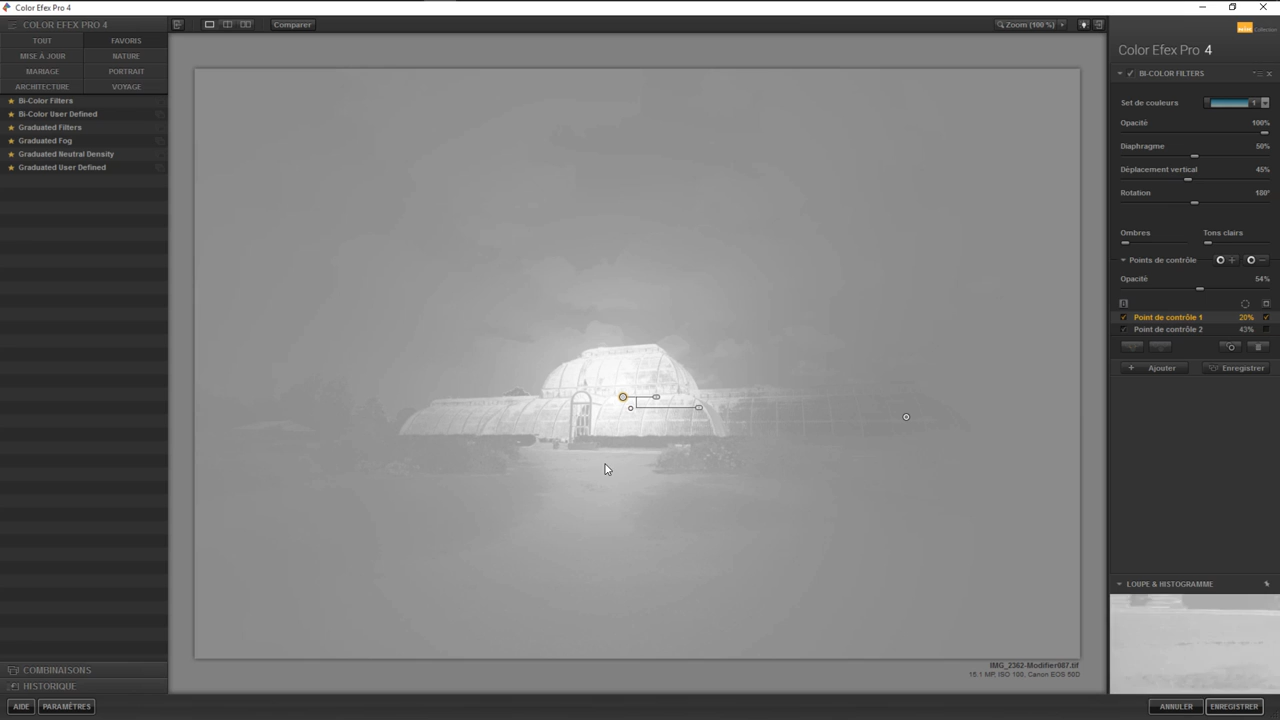 Color Efex Pro 4
COLOR EFEX PRO 4
Comparer
Zoom (100 %)
TOUT
FAVORIS
MISE À JOUR
NATURE
MARIAGE
PORTRAIT
ARCHITECTURE
VOYAGE
Bi-Color Filters
Bi-Color User Defined
Graduated Filters
Graduated Fog
Graduated Neutral Density
Graduated User Defined
COMBINAISONS
HISTORIQUE
AIDE
PARAMÈTRES
IMG_2362-Modifier987.tif
15.1 MP, ISO 100, Canon EOS 50D
Collection
Color Efex Pro 4
BI-COLOR FILTERS
Set de couleurs 1
Opacité 100%
Diaphragme 50%
Déplacement vertical 45%
Rotation 180°
Ombres
Tons clairs
Points de contrôle
Opacité 54%
Point de contrôle 1 20%
Point de contrôle 2 43%
Ajouter
Enregistrer
LOUPE & HISTOGRAMME
ANNULER
ENREGISTRER